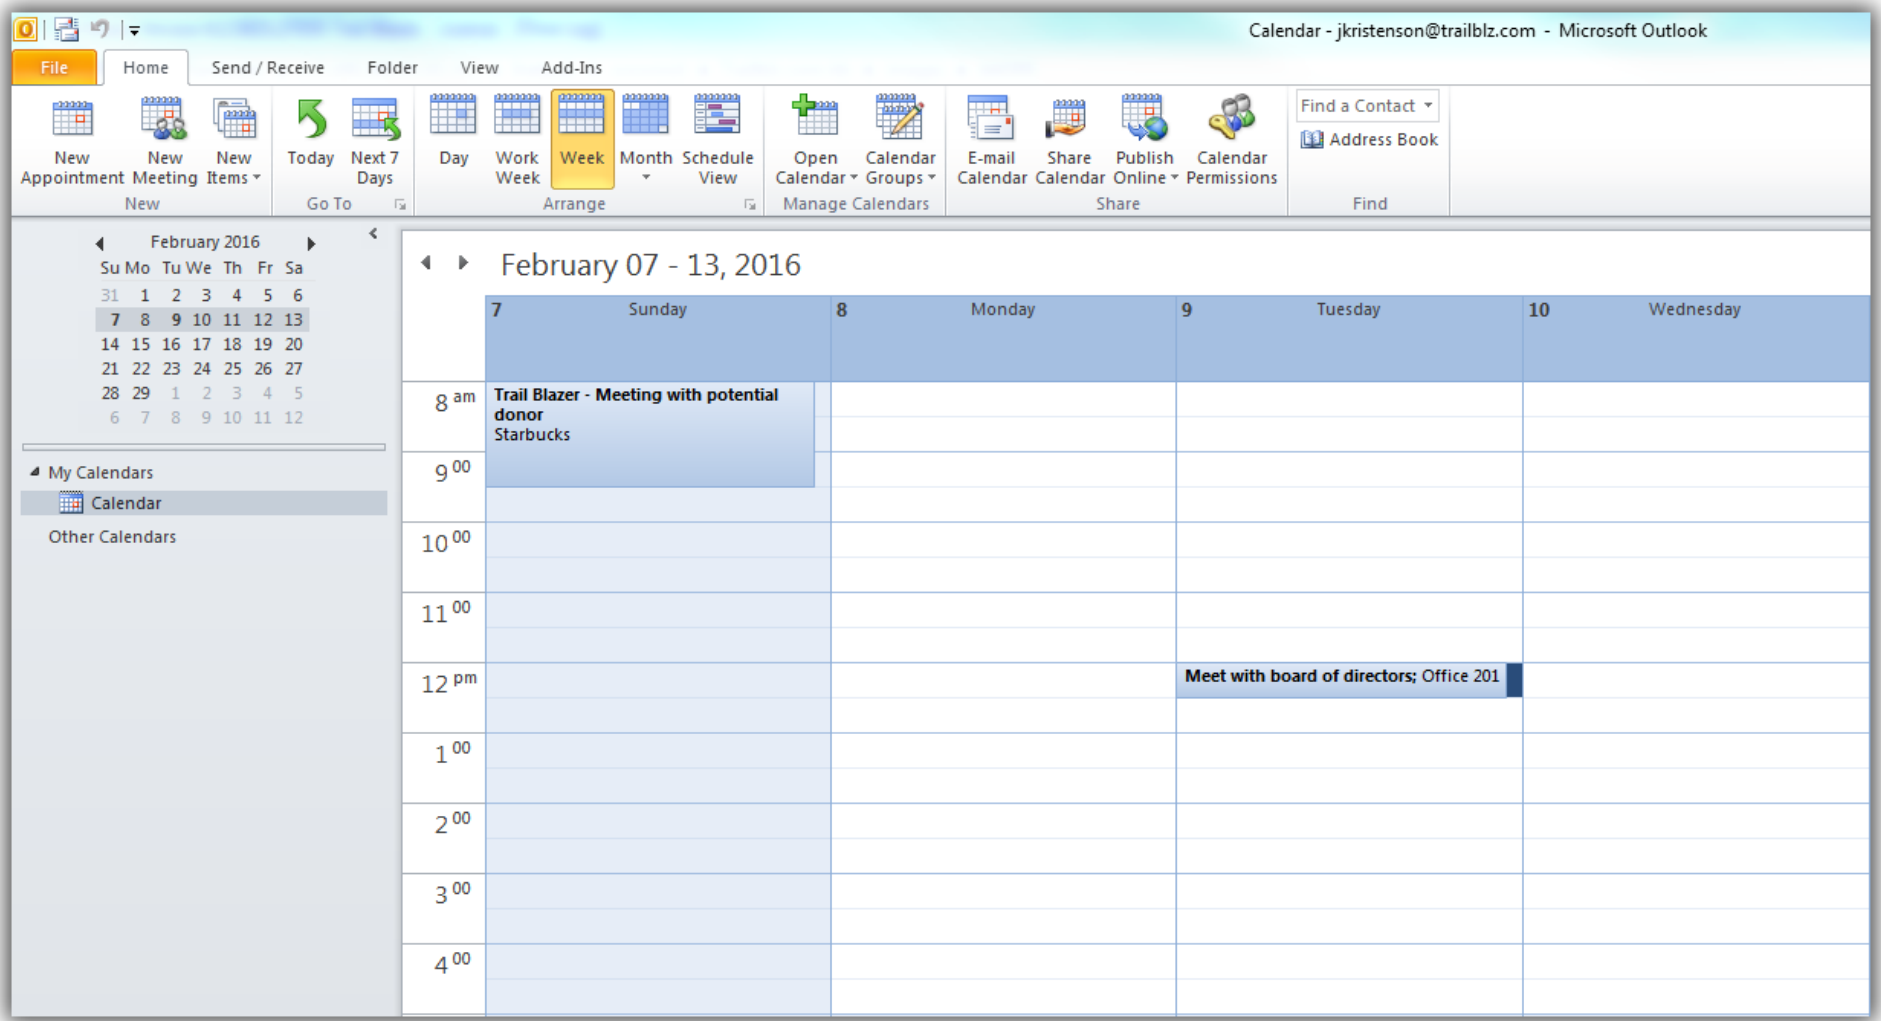 Calendar - jkristenson@trailblz.com - Microsoft Outlook
File Home Send / Receive Folder View Add-Ins
New Appointment
New Meeting
New Items
New
Today
Next 7 Days
Go To
Day
Work Week
Week
Month
Schedule View
Arrange
Open Calendar
Calendar Groups
Manage Calendars
E-mail Calendar
Share Calendar
Publish Online
Calendar Permissions
Share
Find a Contact
Address Book
Find
February 2016
Su Mo Tu We Th Fr Sa
31 1 2 3 4 5 6
7 8 9 10 11 12 13
14 15 16 17 18 19 20
21 22 23 24 25 26 27
28 29 1 2 3 4 5
6 7 8 9 10 11 12
My Calendars
Calendar
Other Calendars
February 07 - 13, 2016
7 Sunday 8 Monday 9 Tuesday 10 Wednesday
8 am
Trail Blazer - Meeting with potential
donor
Starbucks
9 00
10 00
11 00
12 pm
Meet with board of directors; Office 201
1 00
2 00
3 00
4 00